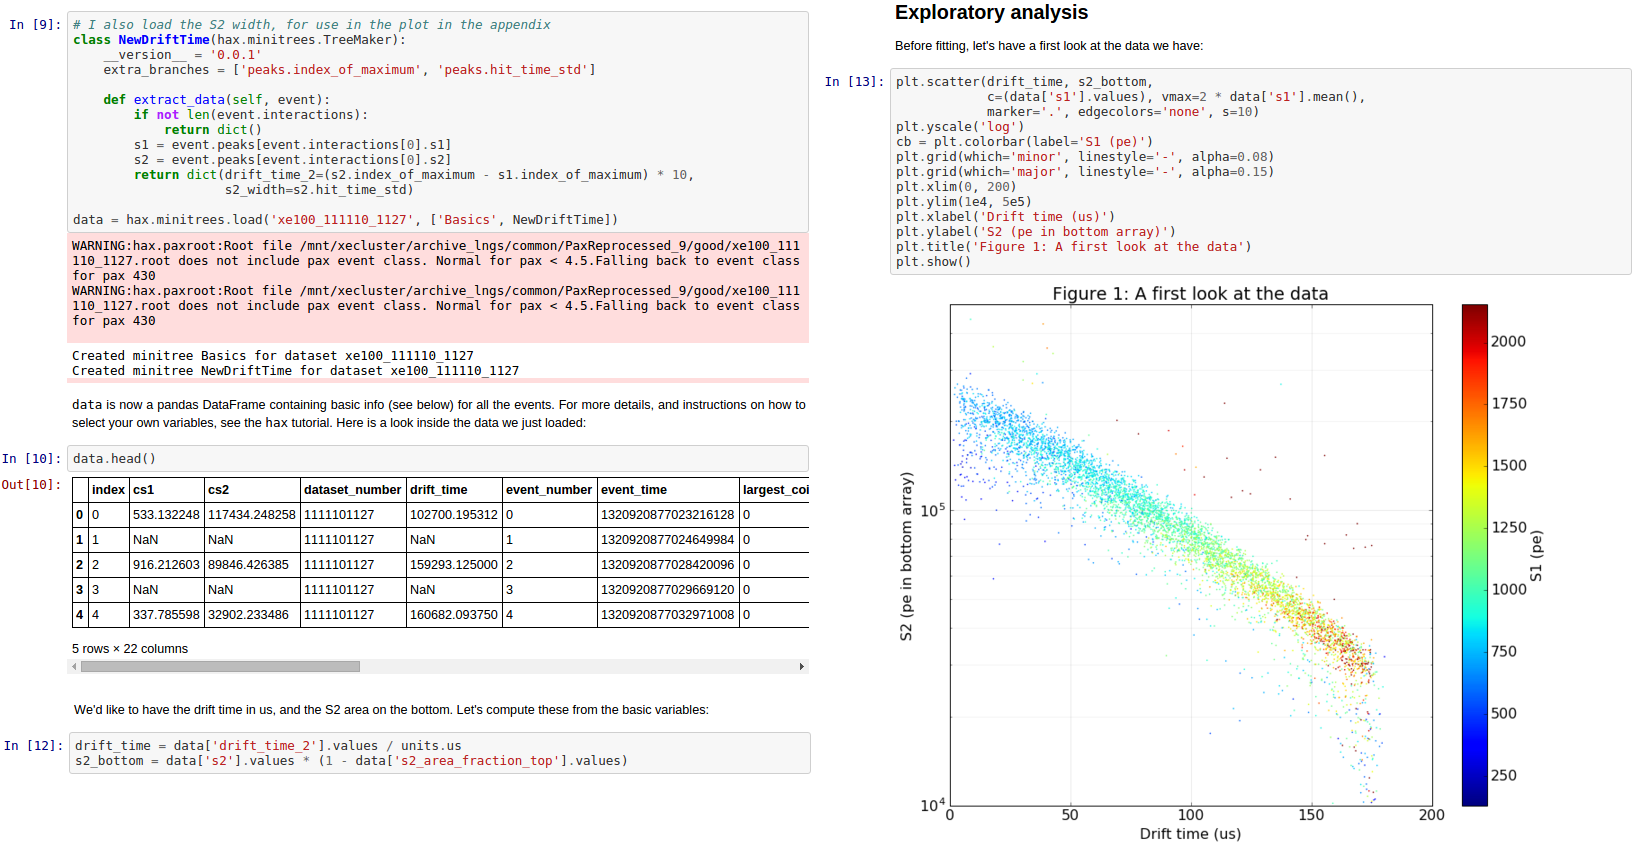 In [9]:
# I also load the S2 width, for use in the plot in the appendix
class NewDriftTime(hax.minitrees.TreeMaker):
    __version__ = '0.0.1'
    extra_branches = ['peaks.index_of_maximum', 'peaks.hit_time_std']
    def extract_data(self, event):
        if not len(event.interactions):
            return dict()
        s1 = event.peaks[event.interactions[0].s1]
        s2 = event.peaks[event.interactions[0].s2]
        return dict(drift_time_2=(s2.index_of_maximum - s1.index_of_maximum) * 10,
                    s2_width=s2.hit_time_std)
data = hax.minitrees.load('xe100_111110_1127', ['Basics', NewDriftTime])
WARNING:hax.paxroot:Root file /mnt/xecluster/archive_lngs/common/PaxReprocessed_9/good/xe100_111
110_1127.root does not include pax event class. Normal for pax < 4.5.Falling back to event class
for pax 430
WARNING:hax.paxroot:Root file /mnt/xecluster/archive_lngs/common/PaxReprocessed_9/good/xe100_111
110_1127.root does not include pax event class. Normal for pax < 4.5.Falling back to event class
for pax 430
Created minitree Basics for dataset xe100_111110_1127
Created minitree NewDriftTime for dataset xe100_111110_1127
data is now a pandas DataFrame containing basic info (see below) for all the events. For more details, and instructions on how to
select your own variables, see the hax tutorial. Here is a look inside the data we just loaded:
In [10]: data.head()
Out[10]:
index cs1 cs2 dataset_number drift_time event_number event_time largest_coi
0 0 533.132248 117434.248258 1111101127 102700.195312 0 1320920877023216128 0
1 1 NaN NaN 1111101127 NaN 1 1320920877024649984 0
2 2 916.212603 89846.426385 1111101127 159293.125000 2 1320920877028420096 0
3 3 NaN NaN 1111101127 NaN 3 1320920877029669120 0
4 4 337.785598 32902.233486 1111101127 160682.093750 4 1320920877032971008 0
5 rows × 22 columns
We'd like to have the drift time in us, and the S2 area on the bottom. Let's compute these from the basic variables:
In [12]:
drift_time = data['drift_time_2'].values / units.us
s2_bottom = data['s2'].values * (1 - data['s2_area_fraction_top'].values)
Exploratory analysis
Before fitting, let's have a first look at the data we have:
In [13]:
plt.scatter(drift_time, s2_bottom,
            c=(data['s1'].values), vmax=2 * data['s1'].mean(),
            marker='.', edgecolors='none', s=10)
plt.yscale('log')
cb = plt.colorbar(label='S1 (pe)')
plt.grid(which='minor', linestyle='-', alpha=0.08)
plt.grid(which='major', linestyle='-', alpha=0.15)
plt.xlim(0, 200)
plt.ylim(1e4, 5e5)
plt.xlabel('Drift time (us)')
plt.ylabel('S2 (pe in bottom array)')
plt.title('Figure 1: A first look at the data')
plt.show()
Figure 1: A first look at the data
S2 (pe in bottom array)
10⁵
10⁴
0 50 100 150 200
Drift time (us)
2000
1750
1500
1250
1000
750
500
250
S1 (pe)